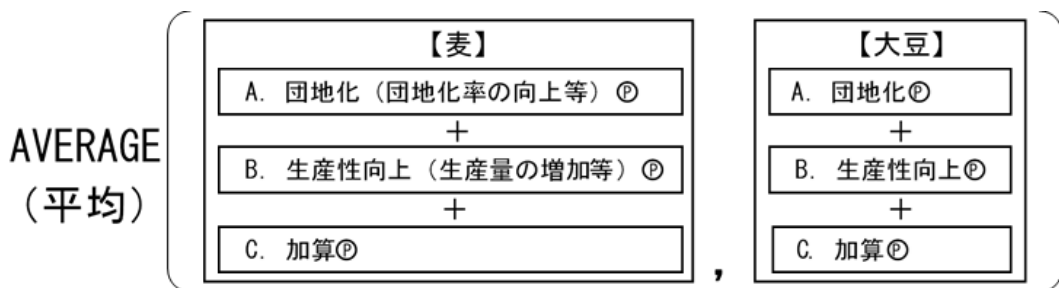 AVERAGE
(平均)
【麦】
A. 団地化（団地化率の向上等）Ⓟ
+
B. 生産性向上（生産量の増加等）Ⓟ
+
C. 加算Ⓟ
,
【大豆】
A. 団地化Ⓟ
+
B. 生産性向上Ⓟ
+
C. 加算Ⓟ